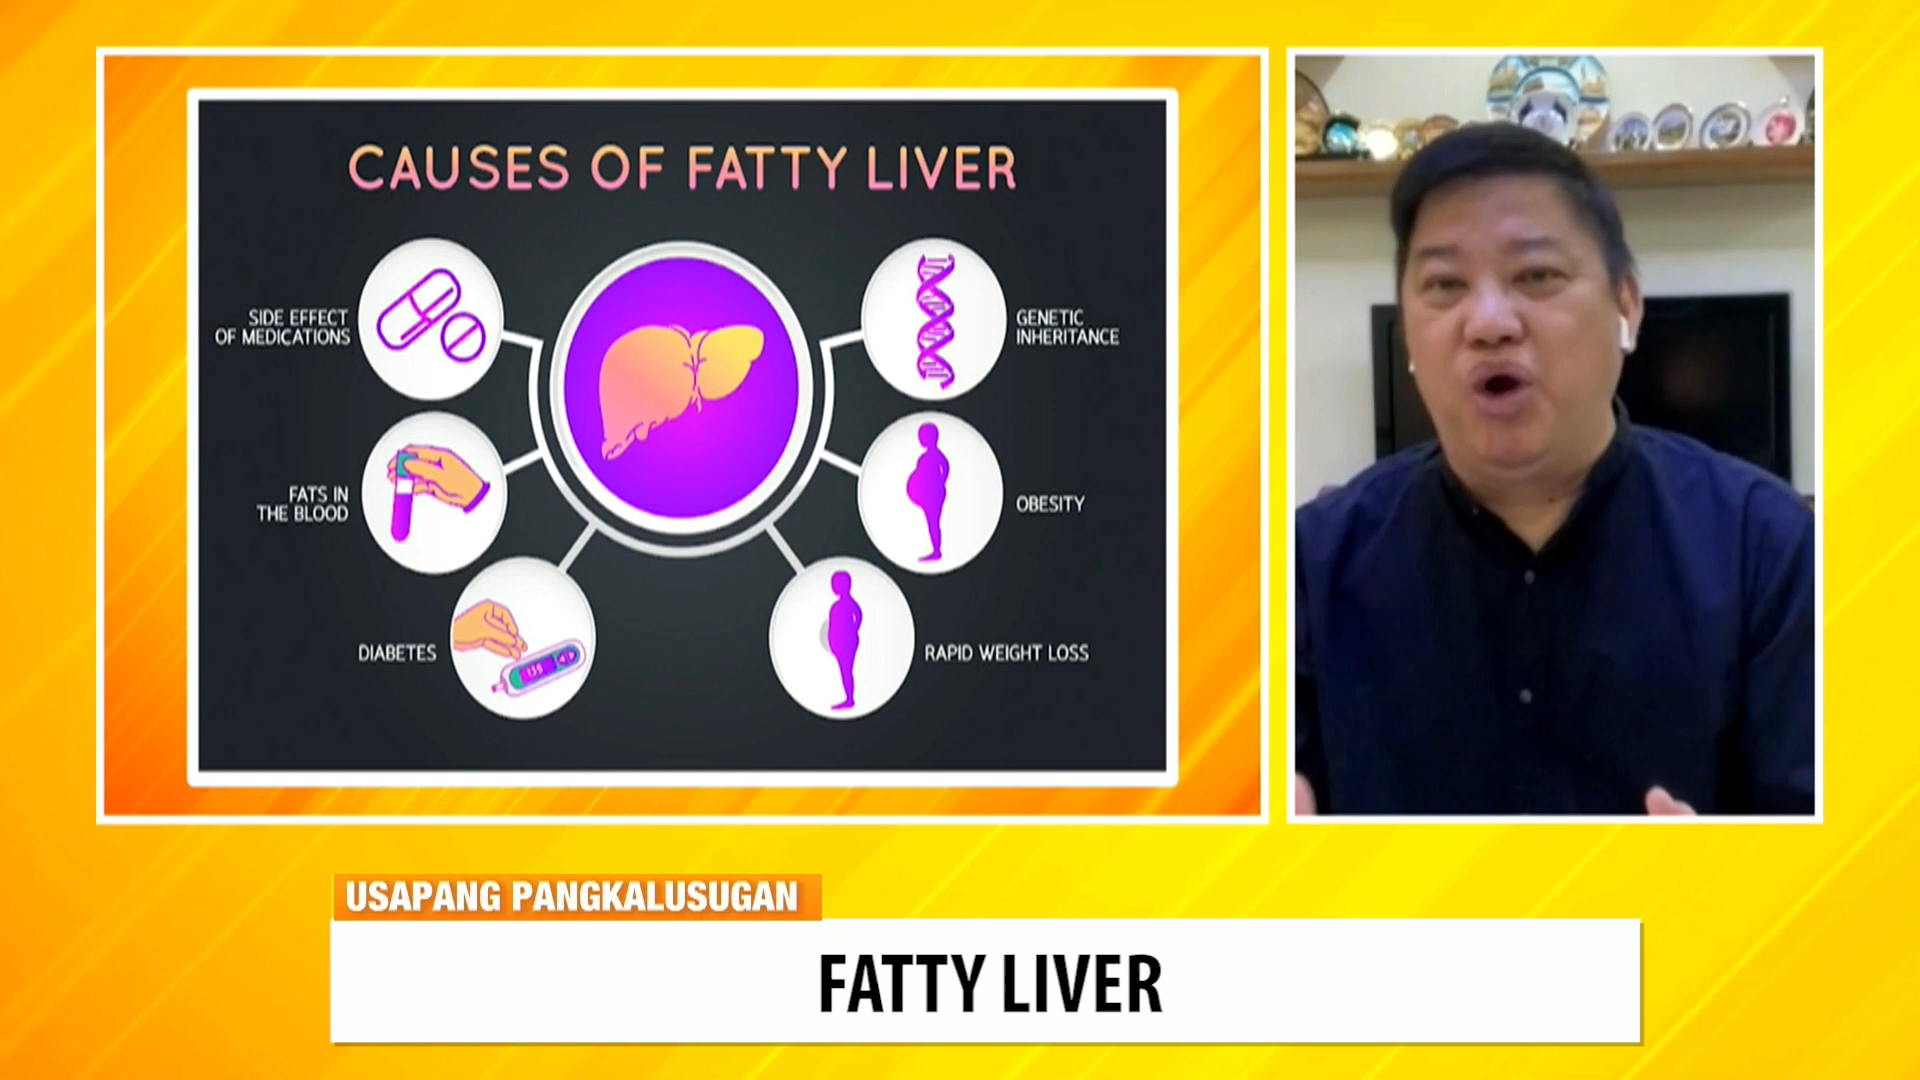 CAUSES OF FATTY LIVER
SIDE EFFECT
OF MEDICATIONS
FATS IN
THE BLOOD
DIABETES
GENETIC
INHERITANCE
OBESITY
RAPID WEIGHT LOSS
USAPANG PANGKALUSUGAN
FATTY LIVER